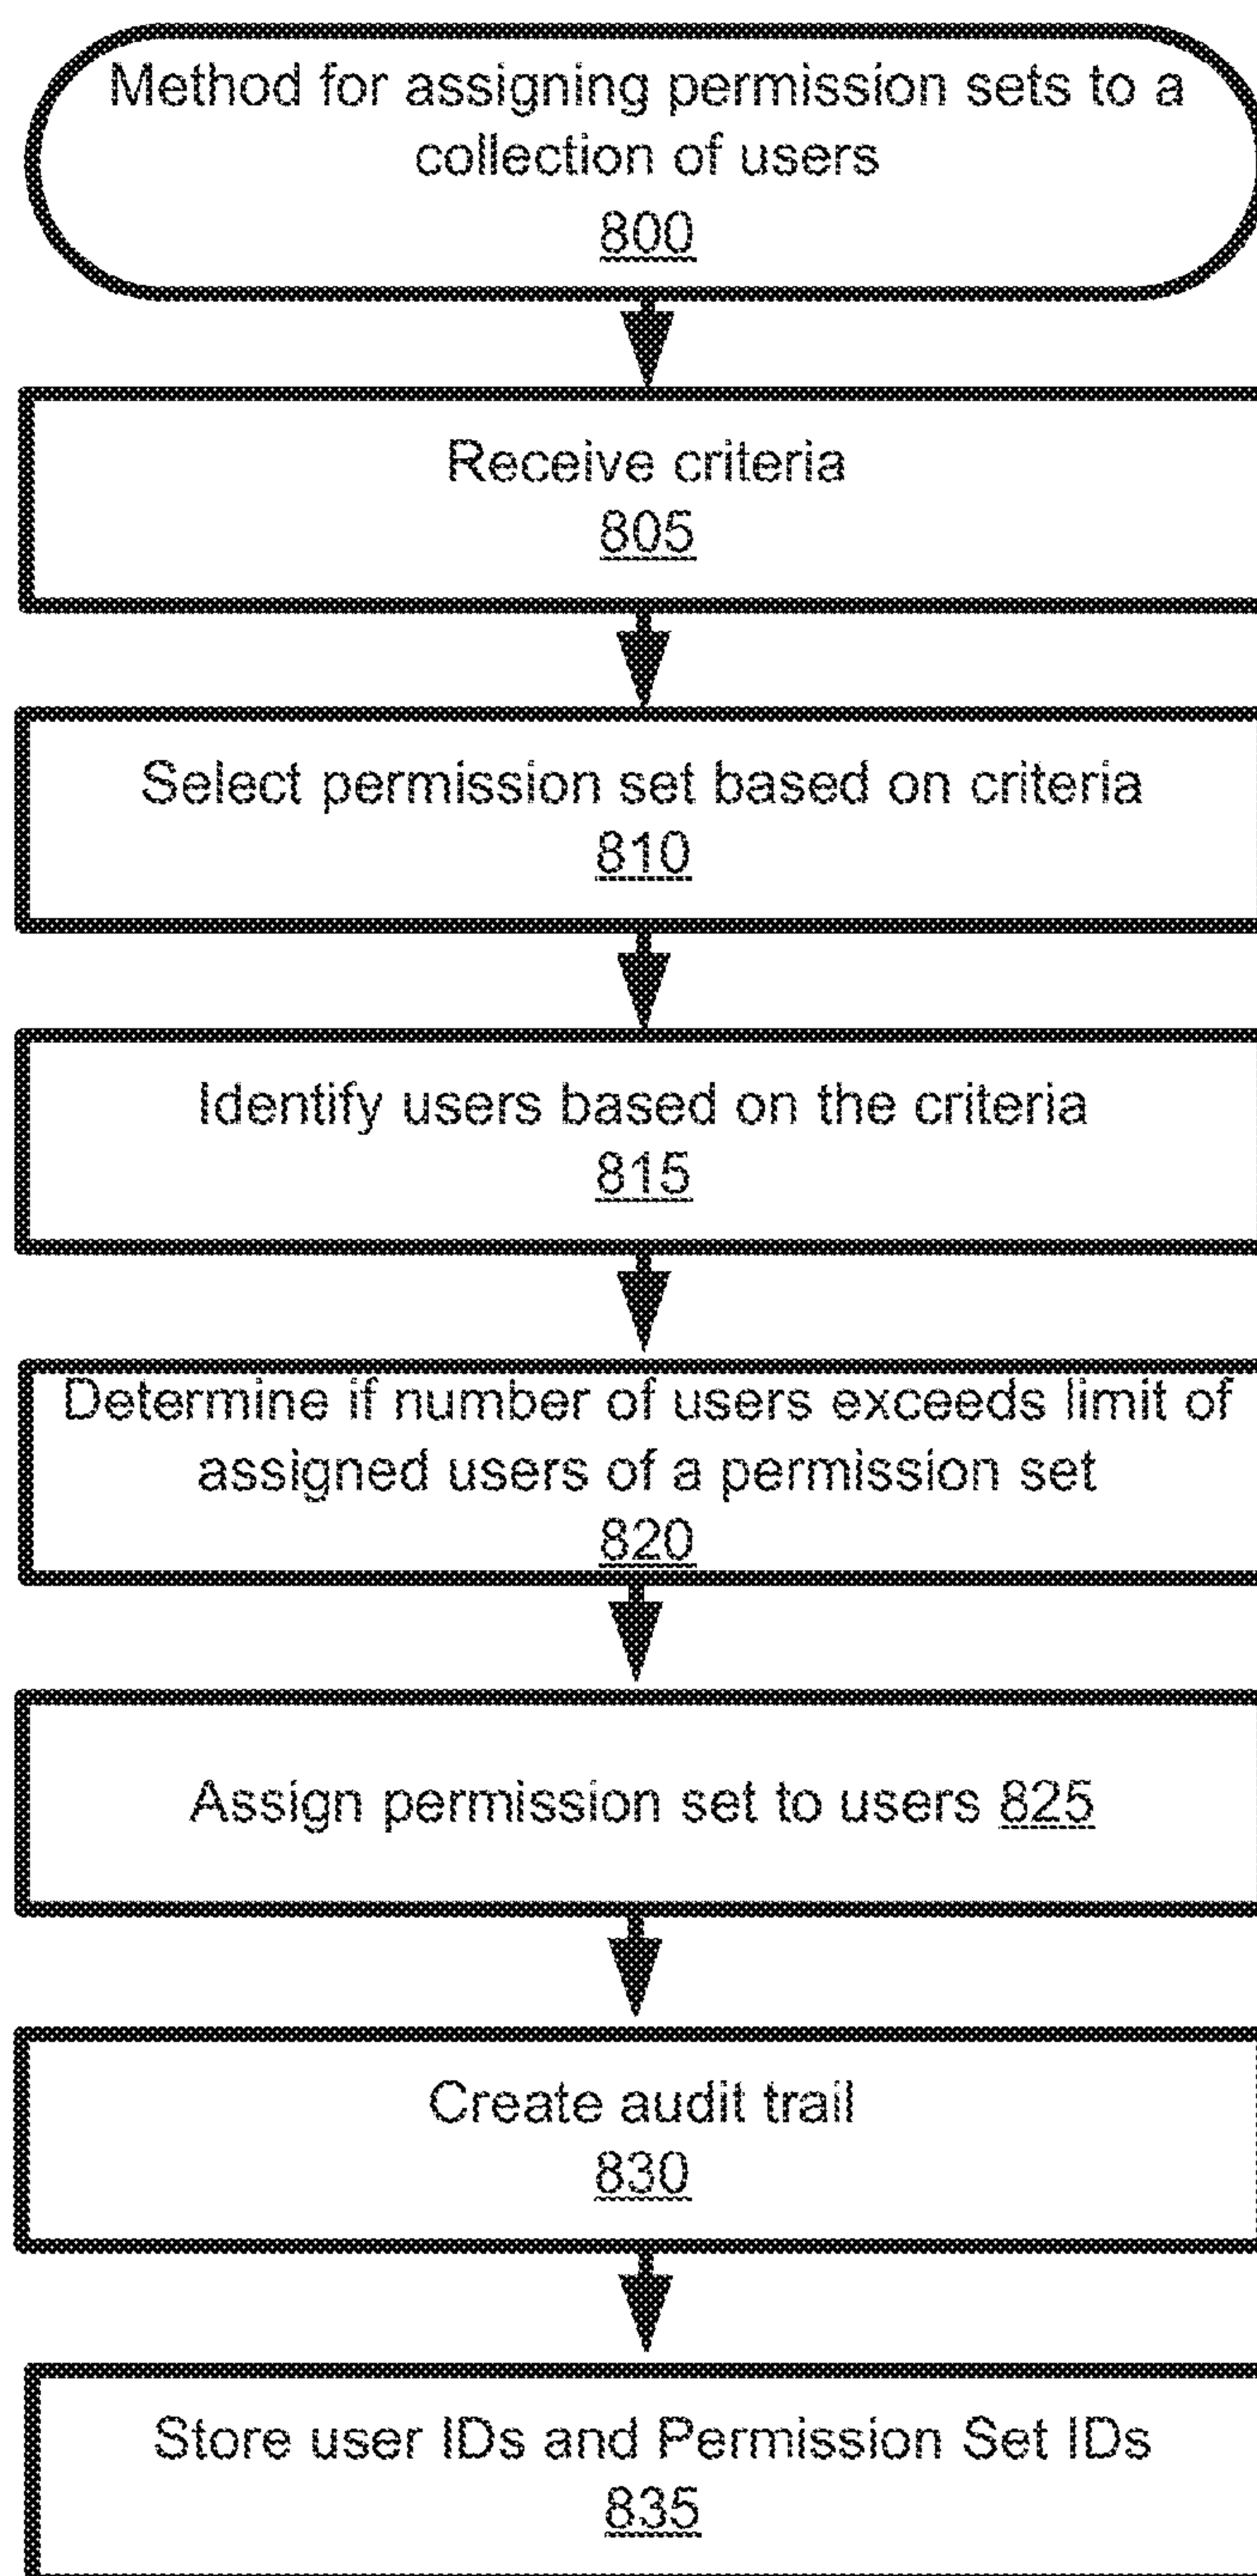 Method for assigning permission sets to a
collection of users
800
Receive criteria
805
Select permission set based on criteria
810
Identify users based on the criteria
815
Determine if number of users exceeds limit of
assigned users of a permission set
820
Assign permission set to users 825
Create audit trail
830
Store user IDs and Permission Set IDs
835